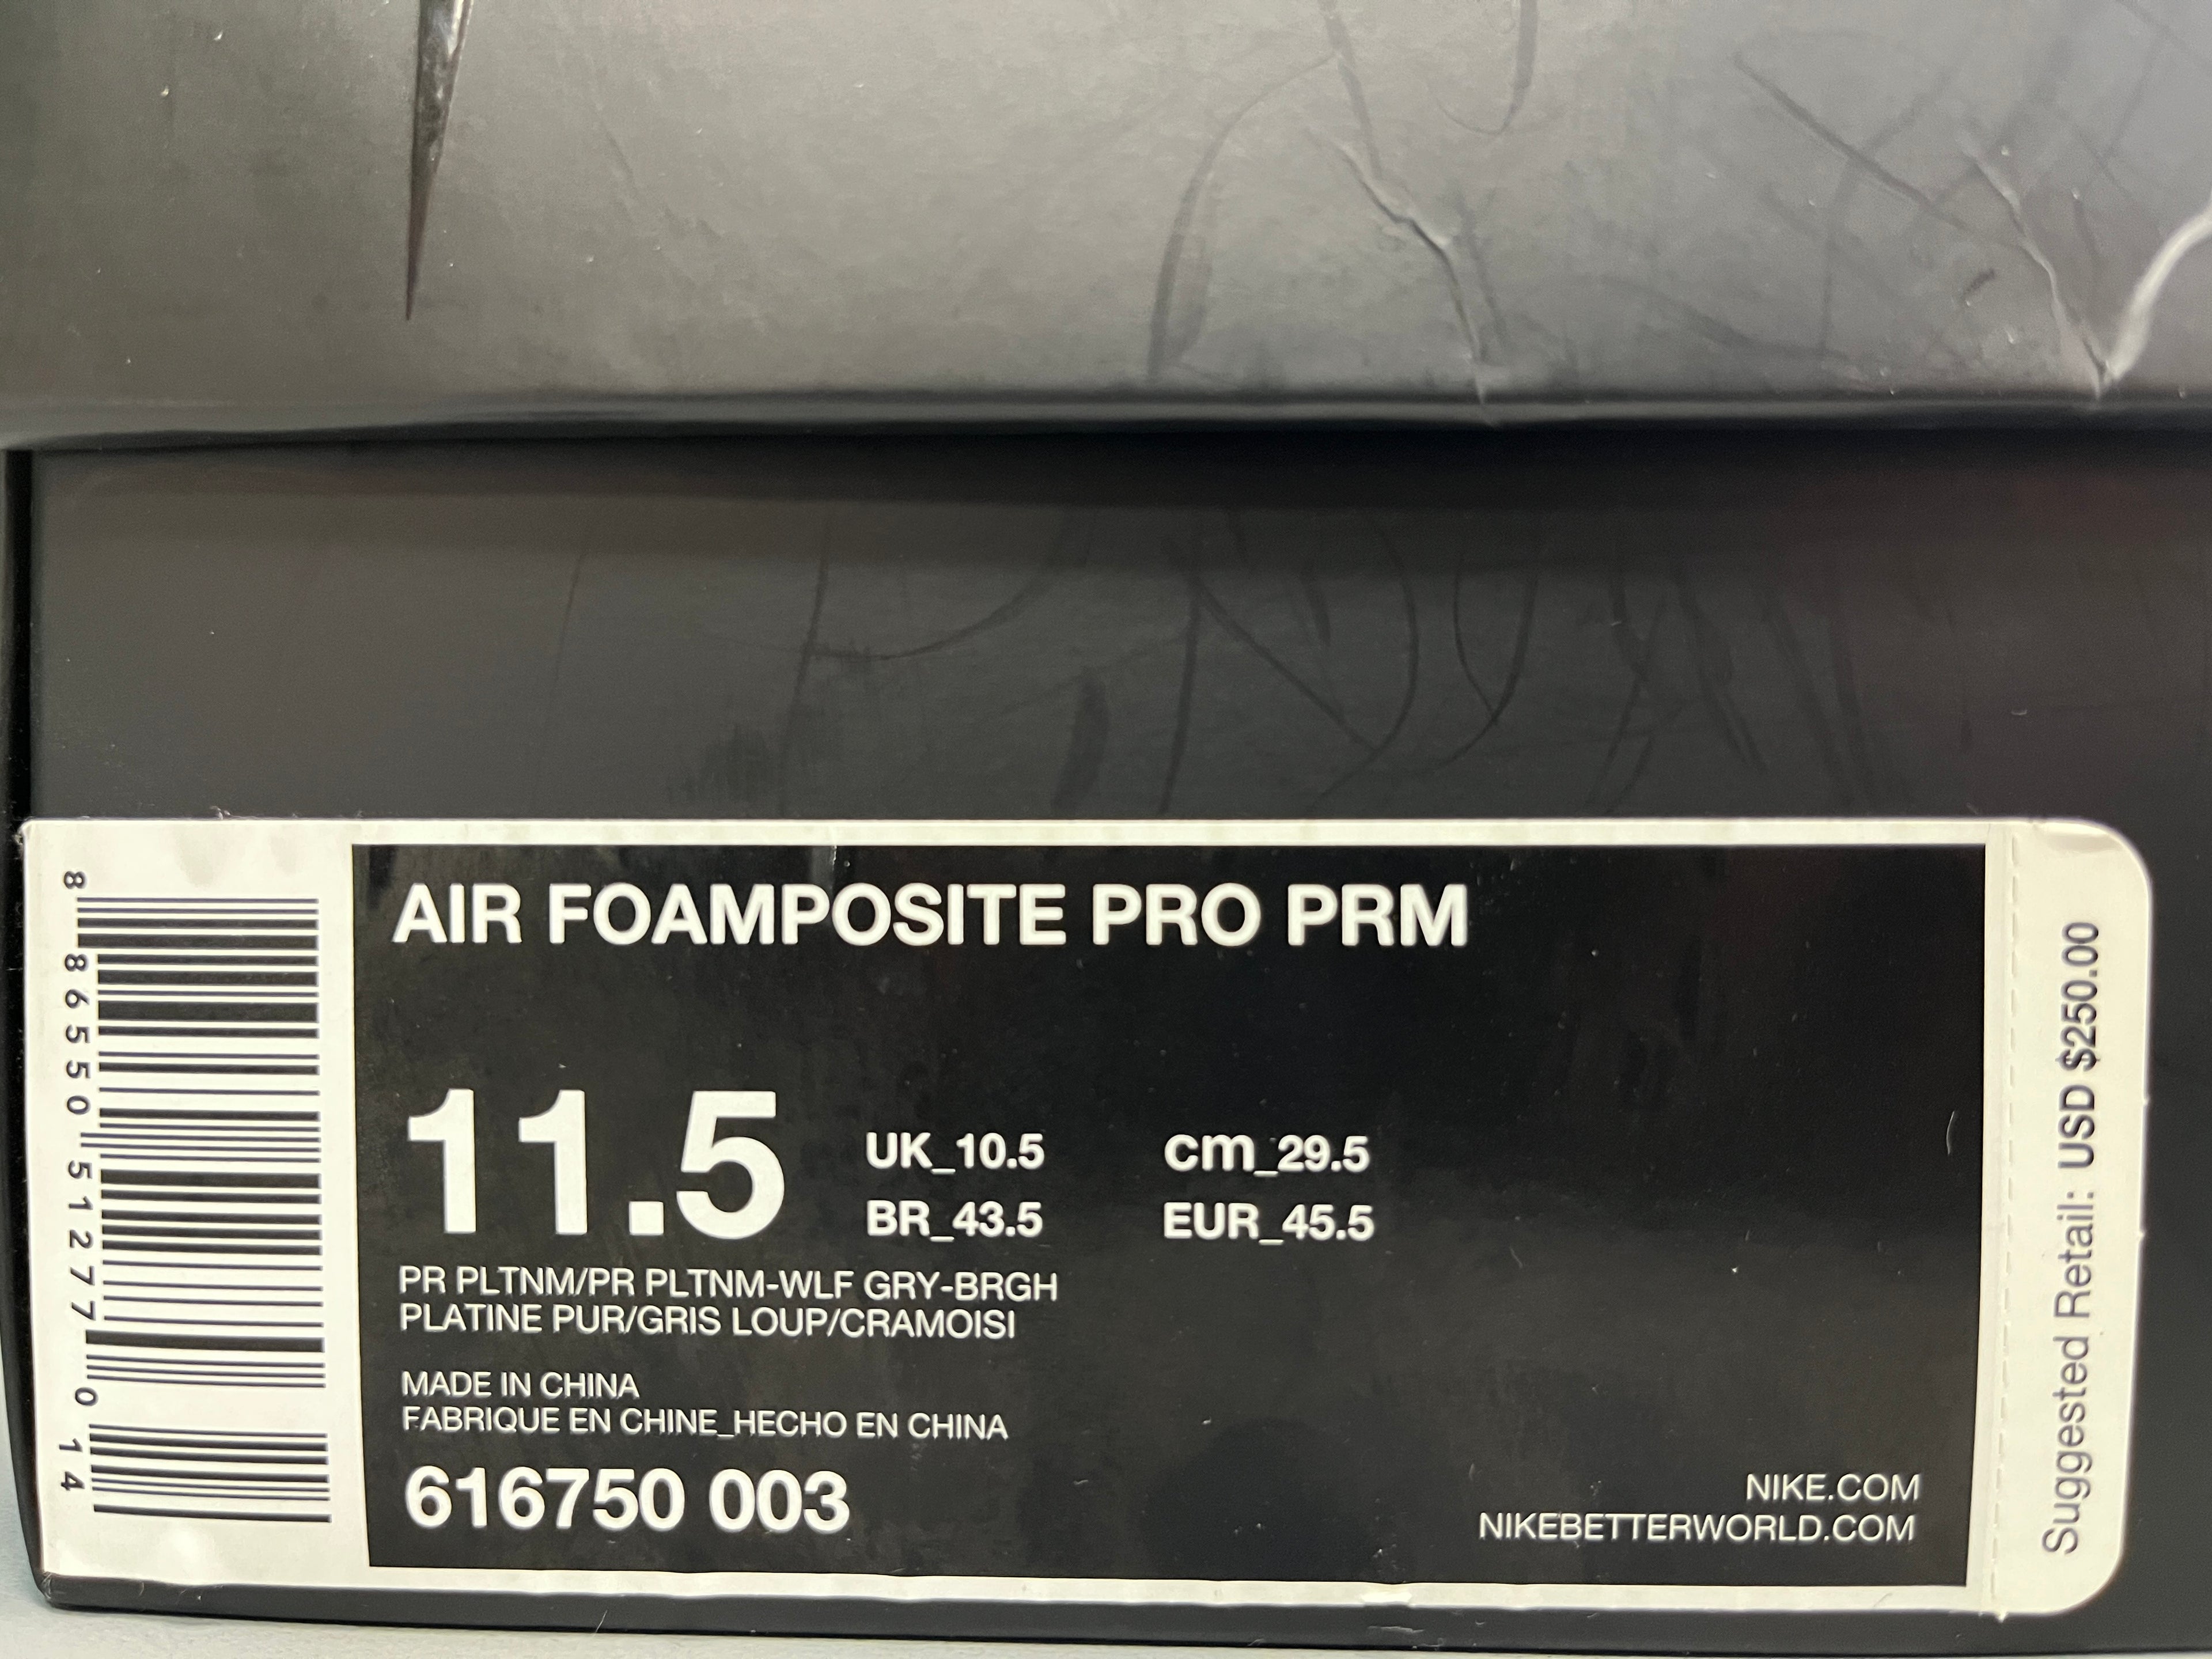 AIR FOAMPOSITE PRO PRM
11.5
UK_10.5
cm_29.5
BR_43.5
EUR_45.5
PR PLTNM/PR PLTNM-WLF GRY-BRGH
PLATINE PUR/GRIS LOUP/CRAMOISI
MADE IN CHINA
FABRIQUE EN CHINE_HECHO EN CHINA
616750 003
NIKE.COM
NIKEBETTERWORLD.COM
8 86550 51277 0 14
Suggested Retail: USD $250.00